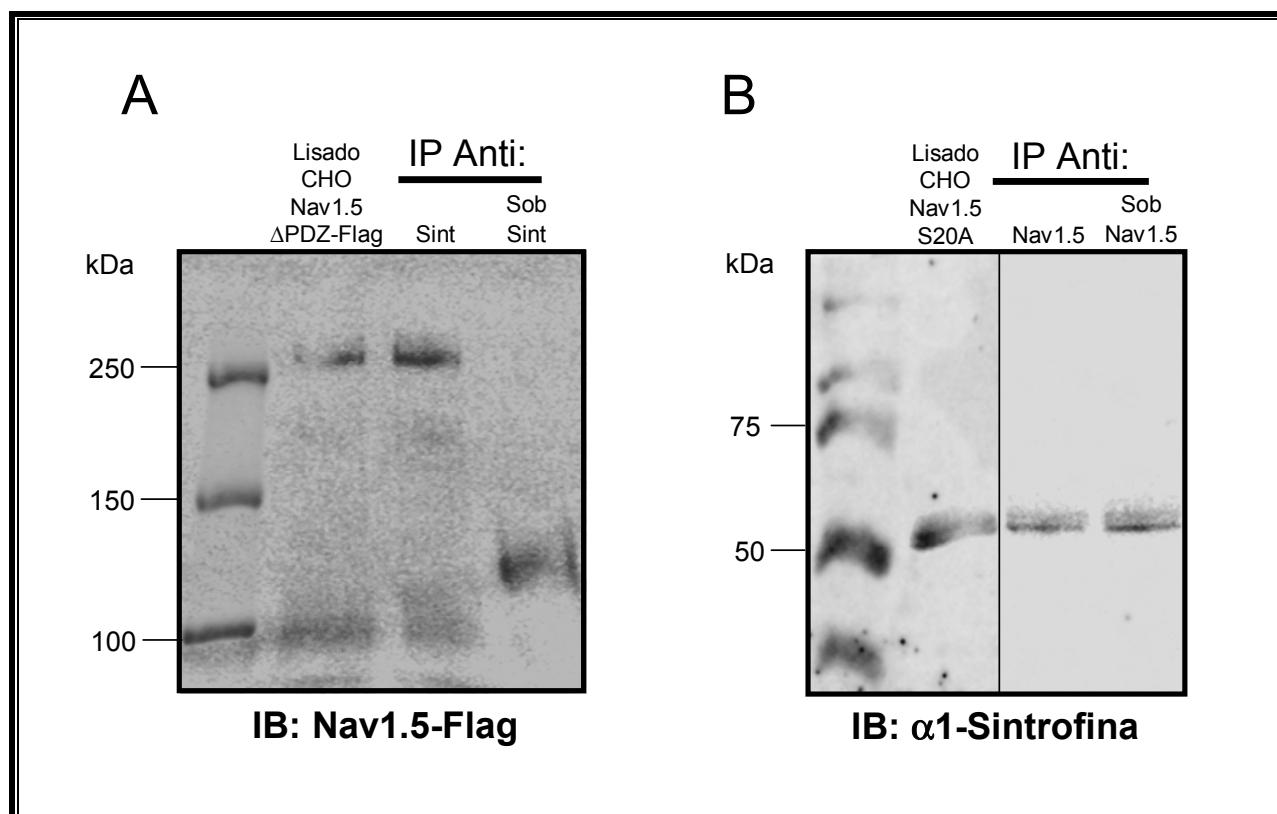 A
Lisado
CHO
Nav1.5
ΔPDZ-Flag
IP Anti:
Sint
Sob
Sint
kDa
250
150
100
IB: Nav1.5-Flag
B
Lisado
CHO
Nav1.5
S20A
IP Anti:
Nav1.5
Sob
Nav1.5
kDa
75
50
IB: α1-Sintrofina